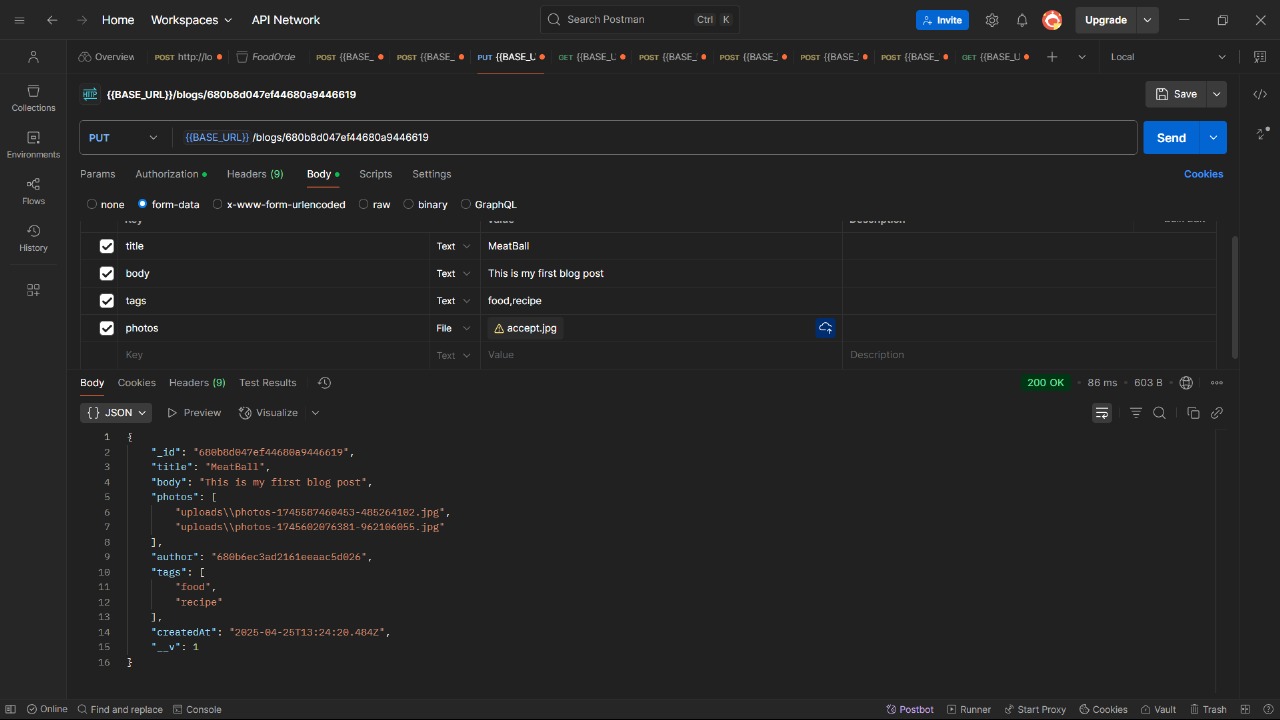 Home Workspaces API Network Search Postman Ctrl K Invite Upgrade
Overview POST http://lo FoodOrde POST {{BASE_ POST {{BASE_ PUT {{BASE_U GET {{BASE_U POST {{BASE_ POST {{BASE_ POST {{BASE_ POST {{BASE_ GET {{BASE_U Local
Collections
Environments
Flows
History
HTTP {{BASE_URL}}/blogs/680b8d047ef44680a9446619 Save
PUT {{BASE_URL}} /blogs/680b8d047ef44680a9446619 Send
Params Authorization Headers (9) Body Scripts Settings Cookies
none form-data x-www-form-urlencoded raw binary GraphQL
title Text MeatBall
body Text This is my first blog post
tags Text food,recipe
photos File accept.jpg
Key Text Value Description
Body Cookies Headers (9) Test Results 200 OK 86 ms 603 B
{} JSON Preview Visualize
1 {
2 "_id": "680b8d047ef44680a9446619",
3 "title": "MeatBall",
4 "body": "This is my first blog post",
5 "photos": [
6 "uploads\\photos-1745587460453-485264102.jpg",
7 "uploads\\photos-1745602076381-962106055.jpg"
8 ],
9 "author": "680b6ec3ad2161eeaac5d026",
10 "tags": [
11 "food",
12 "recipe"
13 ],
14 "createdAt": "2025-04-25T13:24:20.484Z",
15 "__v": 1
16 }
Online Find and replace Console Postbot Runner Start Proxy Cookies Vault Trash